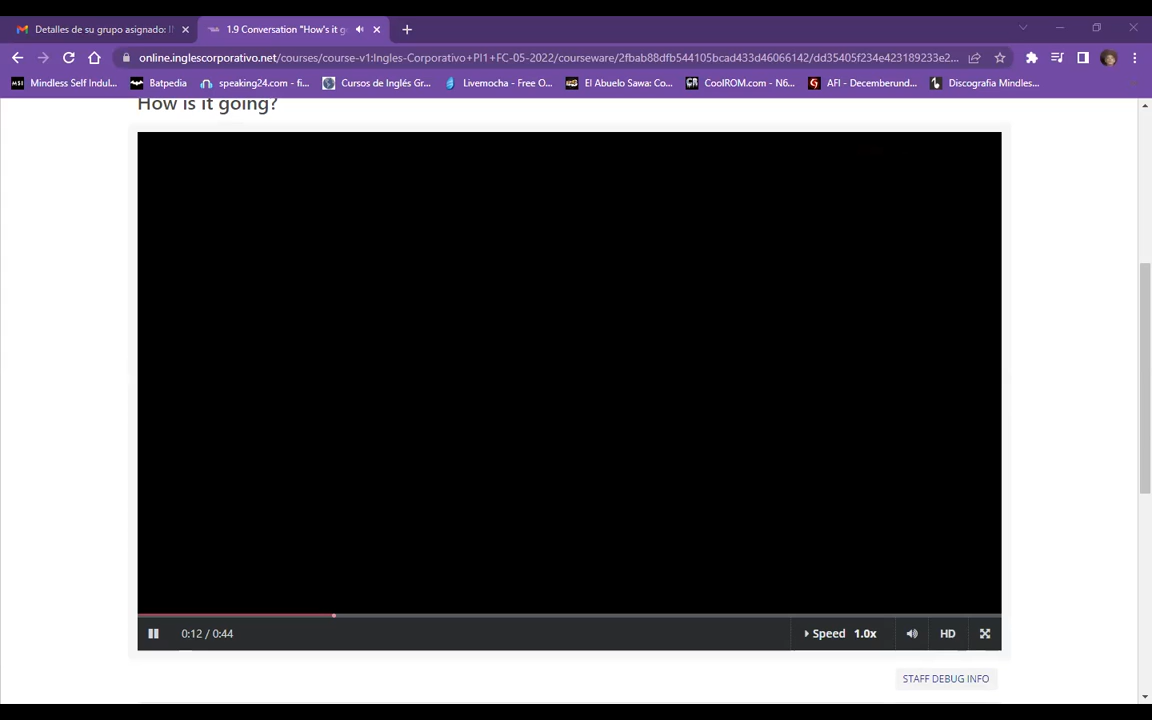 Detalles de su grupo asignado: I!
1.9 Conversation "How's it g
online.inglescorporativo.net/courses/course-v1:Ingles-Corporativo+PI1+FC-05-2022/courseware/2fbab88dfb544105bcad433d46066142/dd35405f234e423189233e2...
Mindless Self Indul...
Batpedia
speaking24.com - fi...
Cursos de Inglés Gr...
Livemocha - Free O...
El Abuelo Sawa: Co...
CoolROM.com - N6...
AFI - Decemberund...
Discografia Mindles...
How is it going?
0:12 / 0:44
Speed 1.0x
HD
STAFF DEBUG INFO